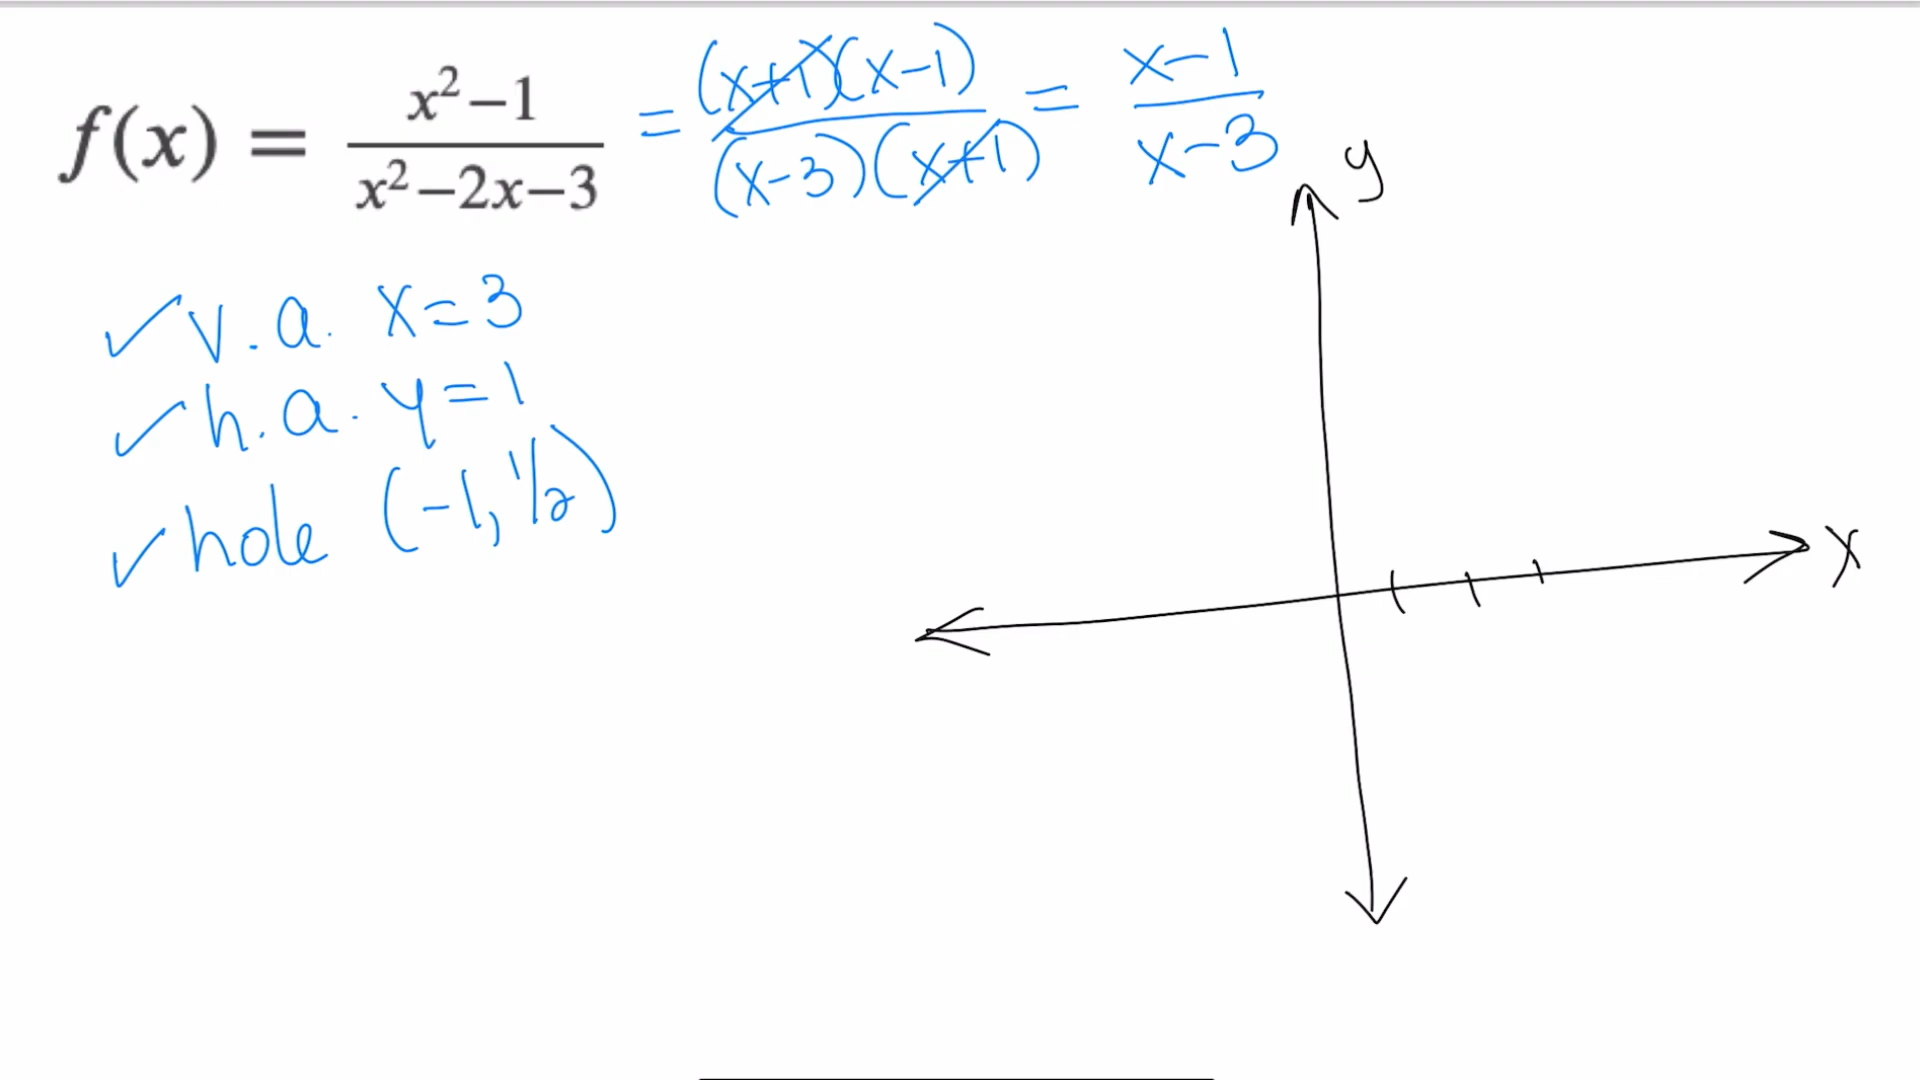 f(x) = x²−1 / x²−2x−3 = (x+1)(x-1) / (x-3)(x+1) = x-1 / x-3
y
✓ v.a. x=3
✓ h.a. y=1
✓ hole (-1, 1/2)
x